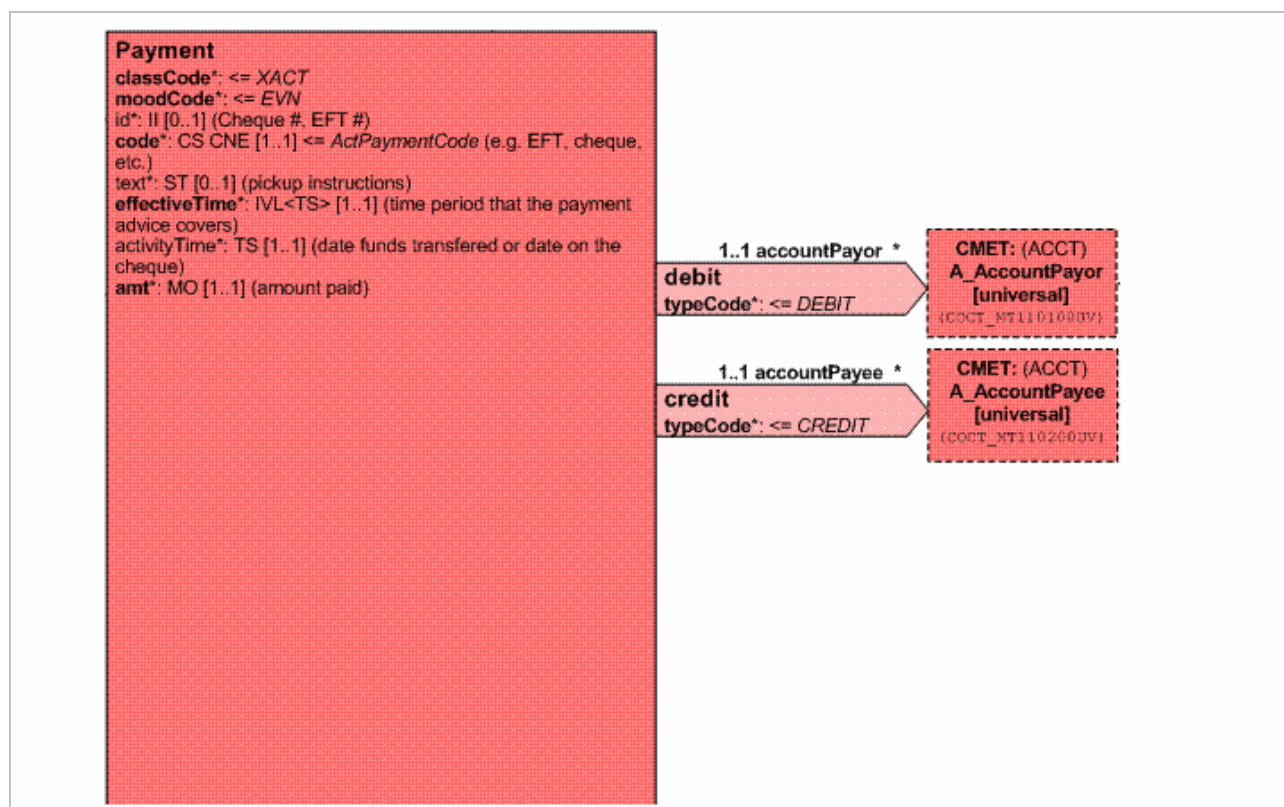 Payment
classCode*: <= XACT
moodCode*: <= EVN
id*: II [0..1] (Cheque #, EFT #)
code*: CS CNE [1..1] <= ActPaymentCode (e.g. EFT, cheque,
etc.)
text*: ST [0..1] (pickup instructions)
effectiveTime*: IVL<TS> [1..1] (time period that the payment
advice covers)
activityTime*: TS [1..1] (date funds transfered or date on the
cheque)
amt*: MO [1..1] (amount paid)
1..1 accountPayor *
debit
typeCode*: <= DEBIT
CMET: (ACCT)
A_AccountPayor
[universal]
(COCT_MT110100UV)
1..1 accountPayee *
credit
typeCode*: <= CREDIT
CMET: (ACCT)
A_AccountPayee
[universal]
(COCT_MT110200UV)